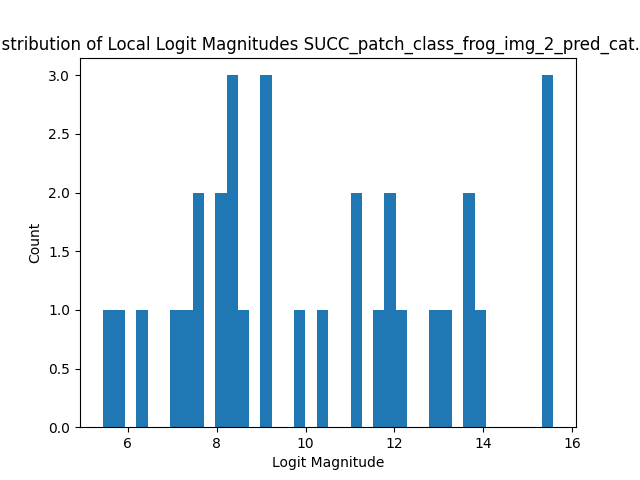 stribution of Local Logit Magnitudes SUCC_patch_class_frog_img_2_pred_cat.
3.0
2.5
2.0
1.5
1.0
0.5
0.0
Count
6 8 10 12 14 16
Logit Magnitude